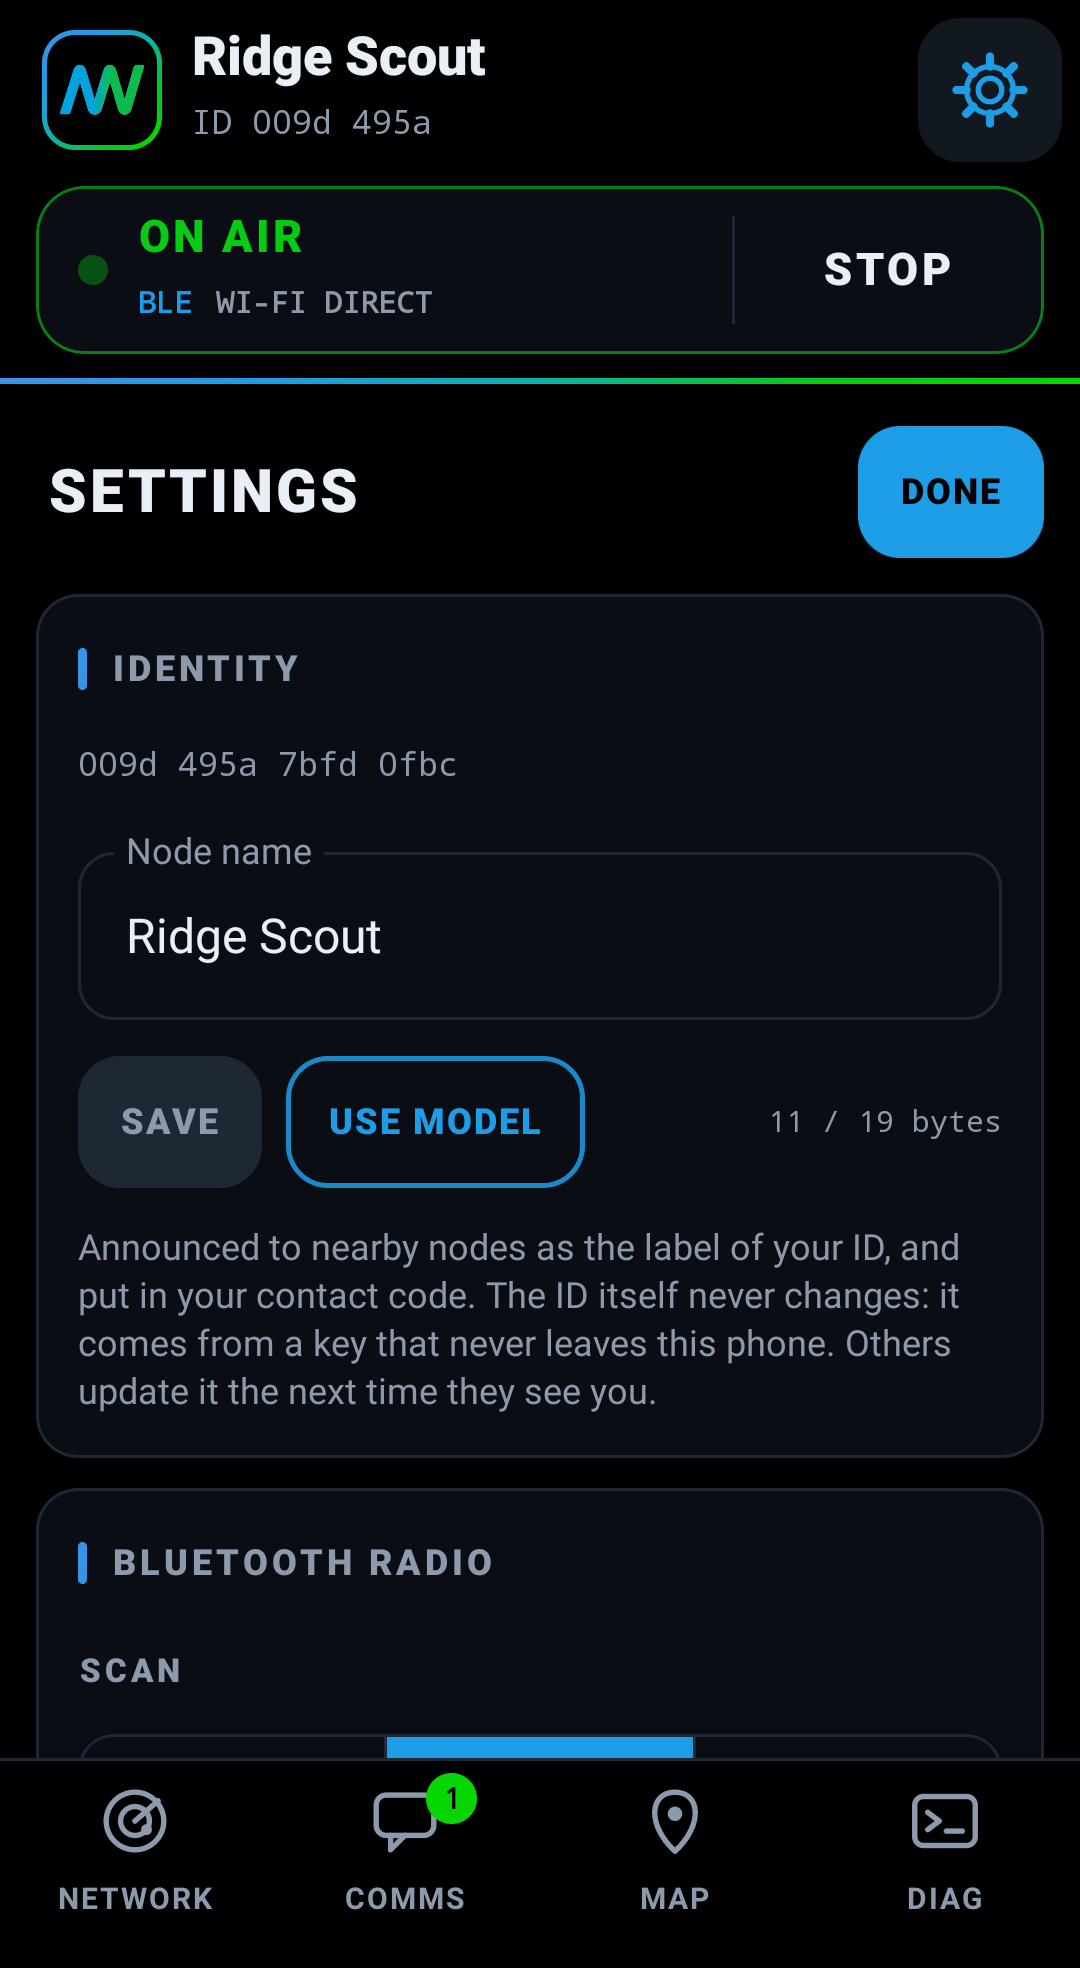 Ridge Scout
ID 009d 495a
ON AIR
BLE WI-FI DIRECT
STOP
SETTINGS
DONE
IDENTITY
009d 495a 7bfd 0fbc
Node name
Ridge Scout
SAVE
USE MODEL
11 / 19 bytes
Announced to nearby nodes as the label of your ID, and
put in your contact code. The ID itself never changes: it
comes from a key that never leaves this phone. Others
update it the next time they see you.
BLUETOOTH RADIO
SCAN
1
NETWORK
COMMS
MAP
DIAG